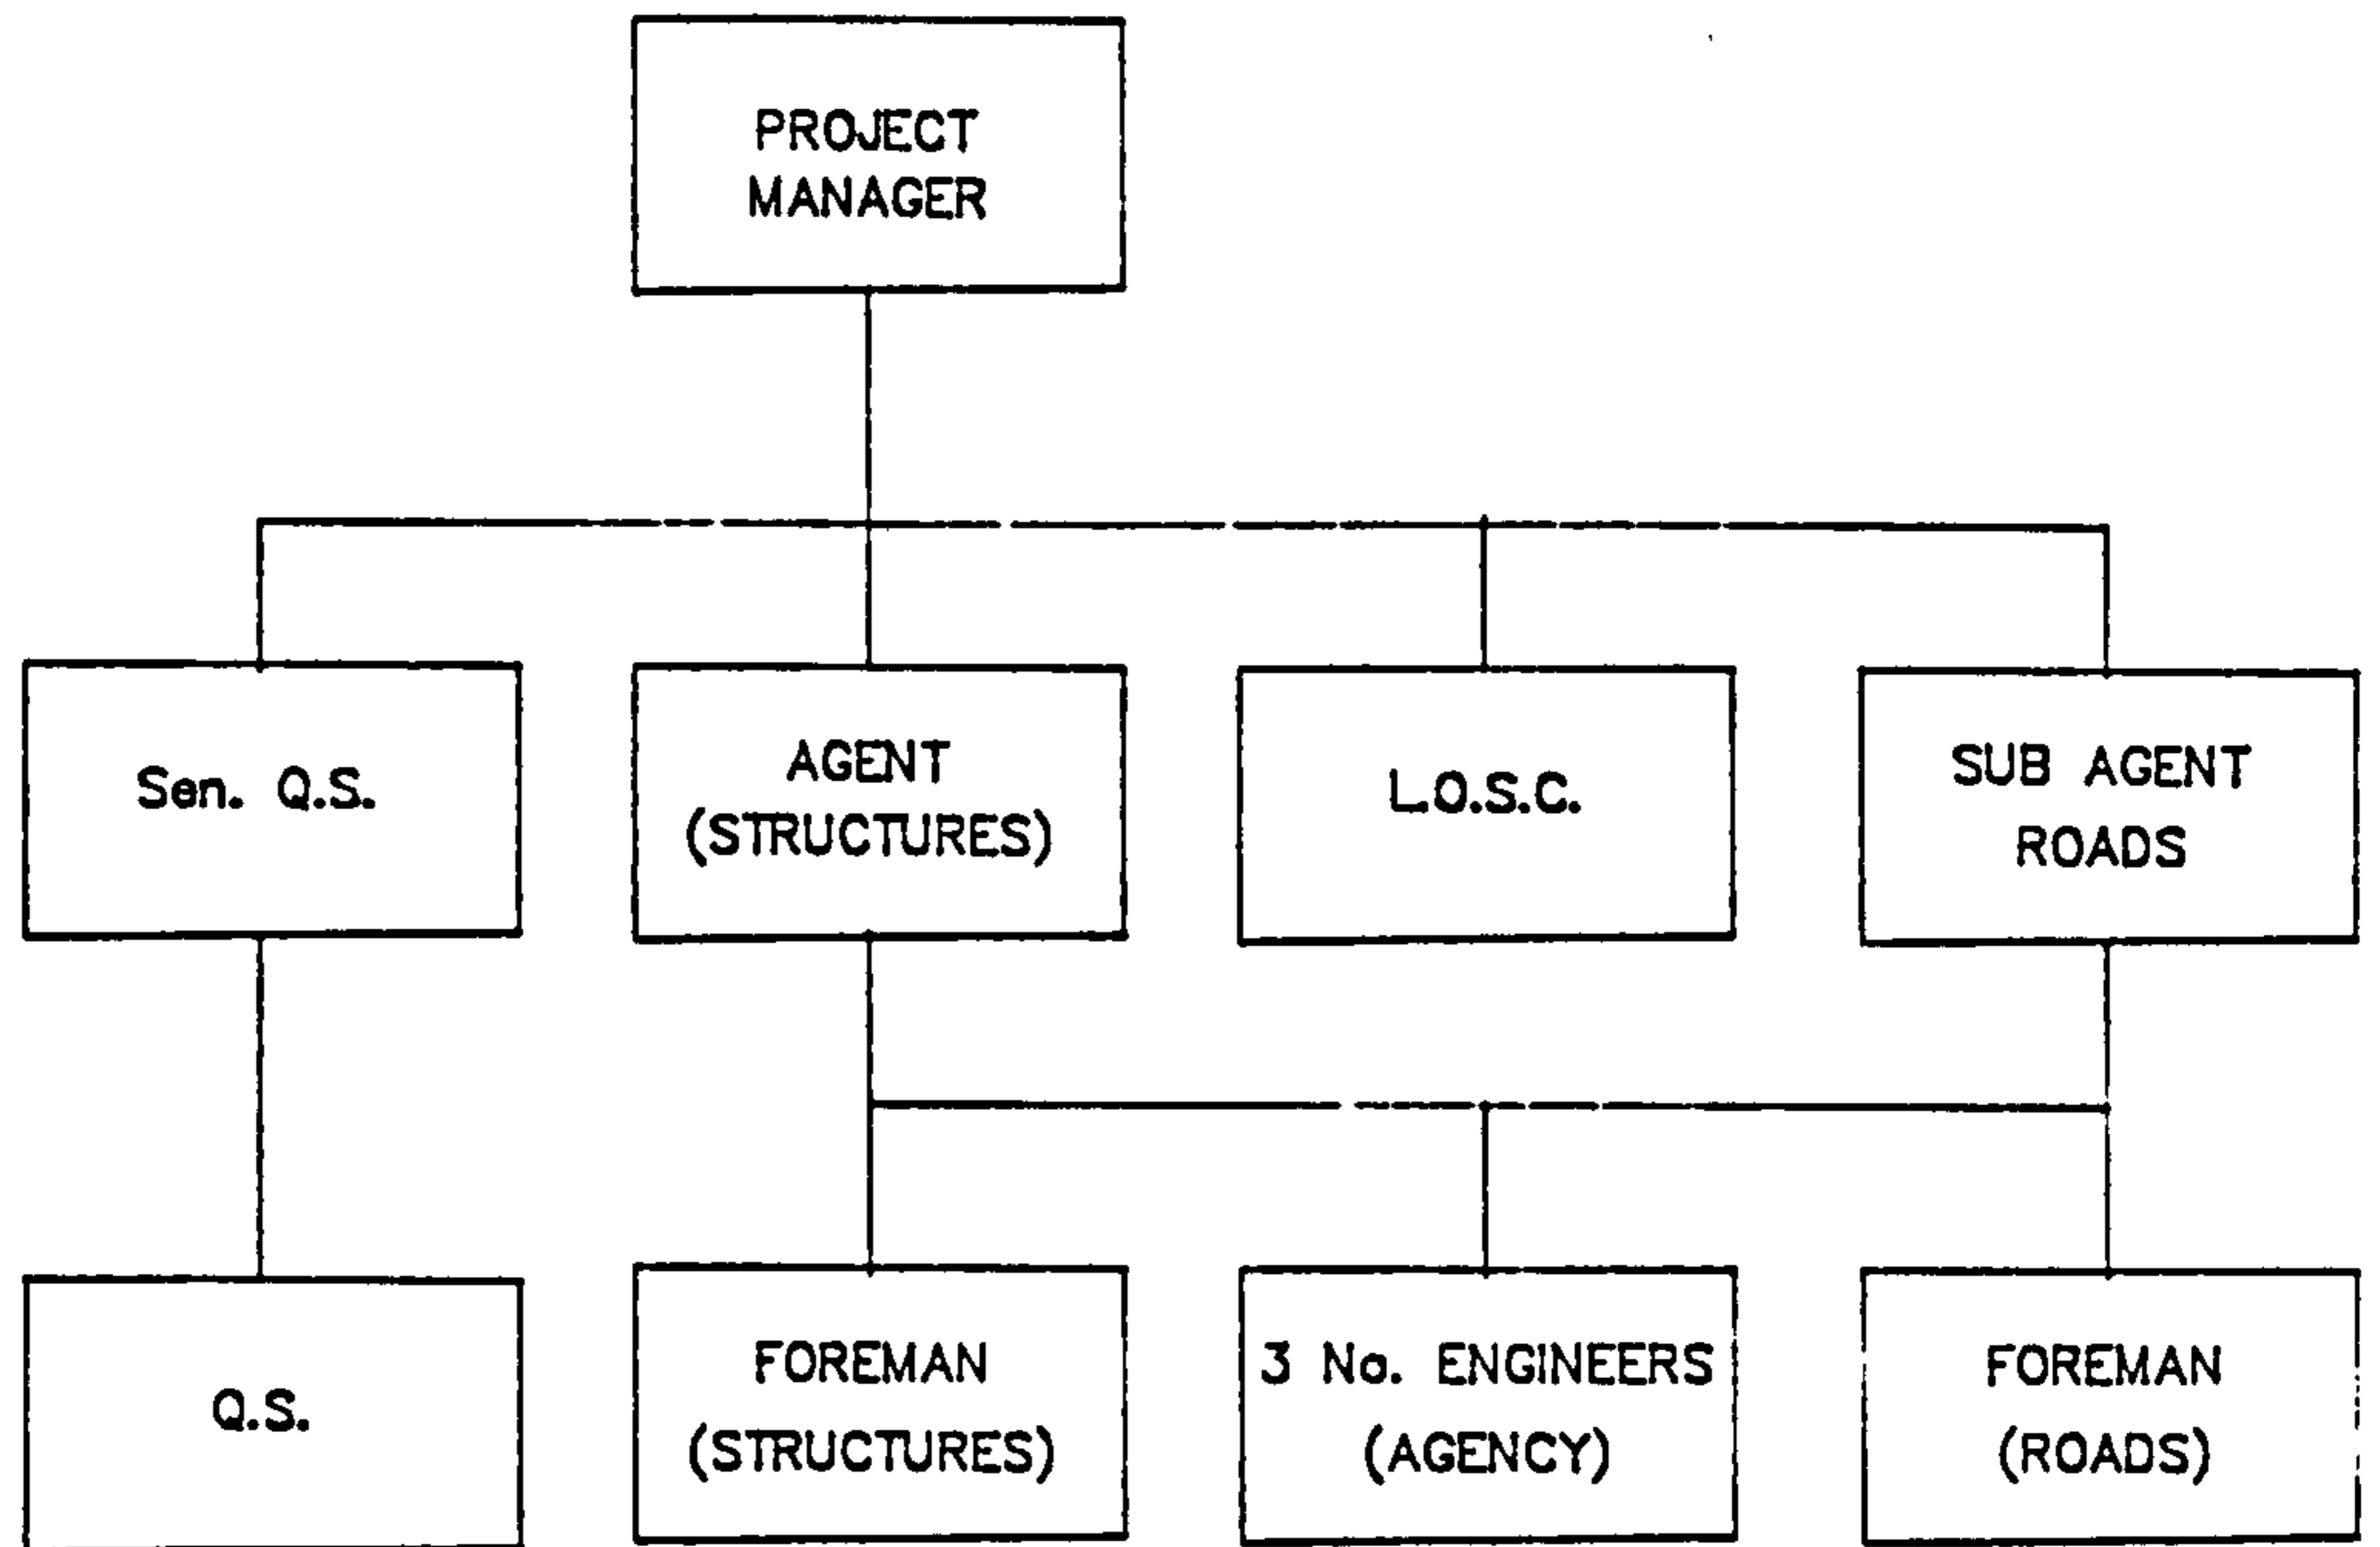 PROJECT
MANAGER
Sen. Q.S.
AGENT
(STRUCTURES)
L.O.S.C.
SUB AGENT
ROADS
Q.S.
FOREMAN
(STRUCTURES)
3 No. ENGINEERS
(AGENCY)
FOREMAN
(ROADS)